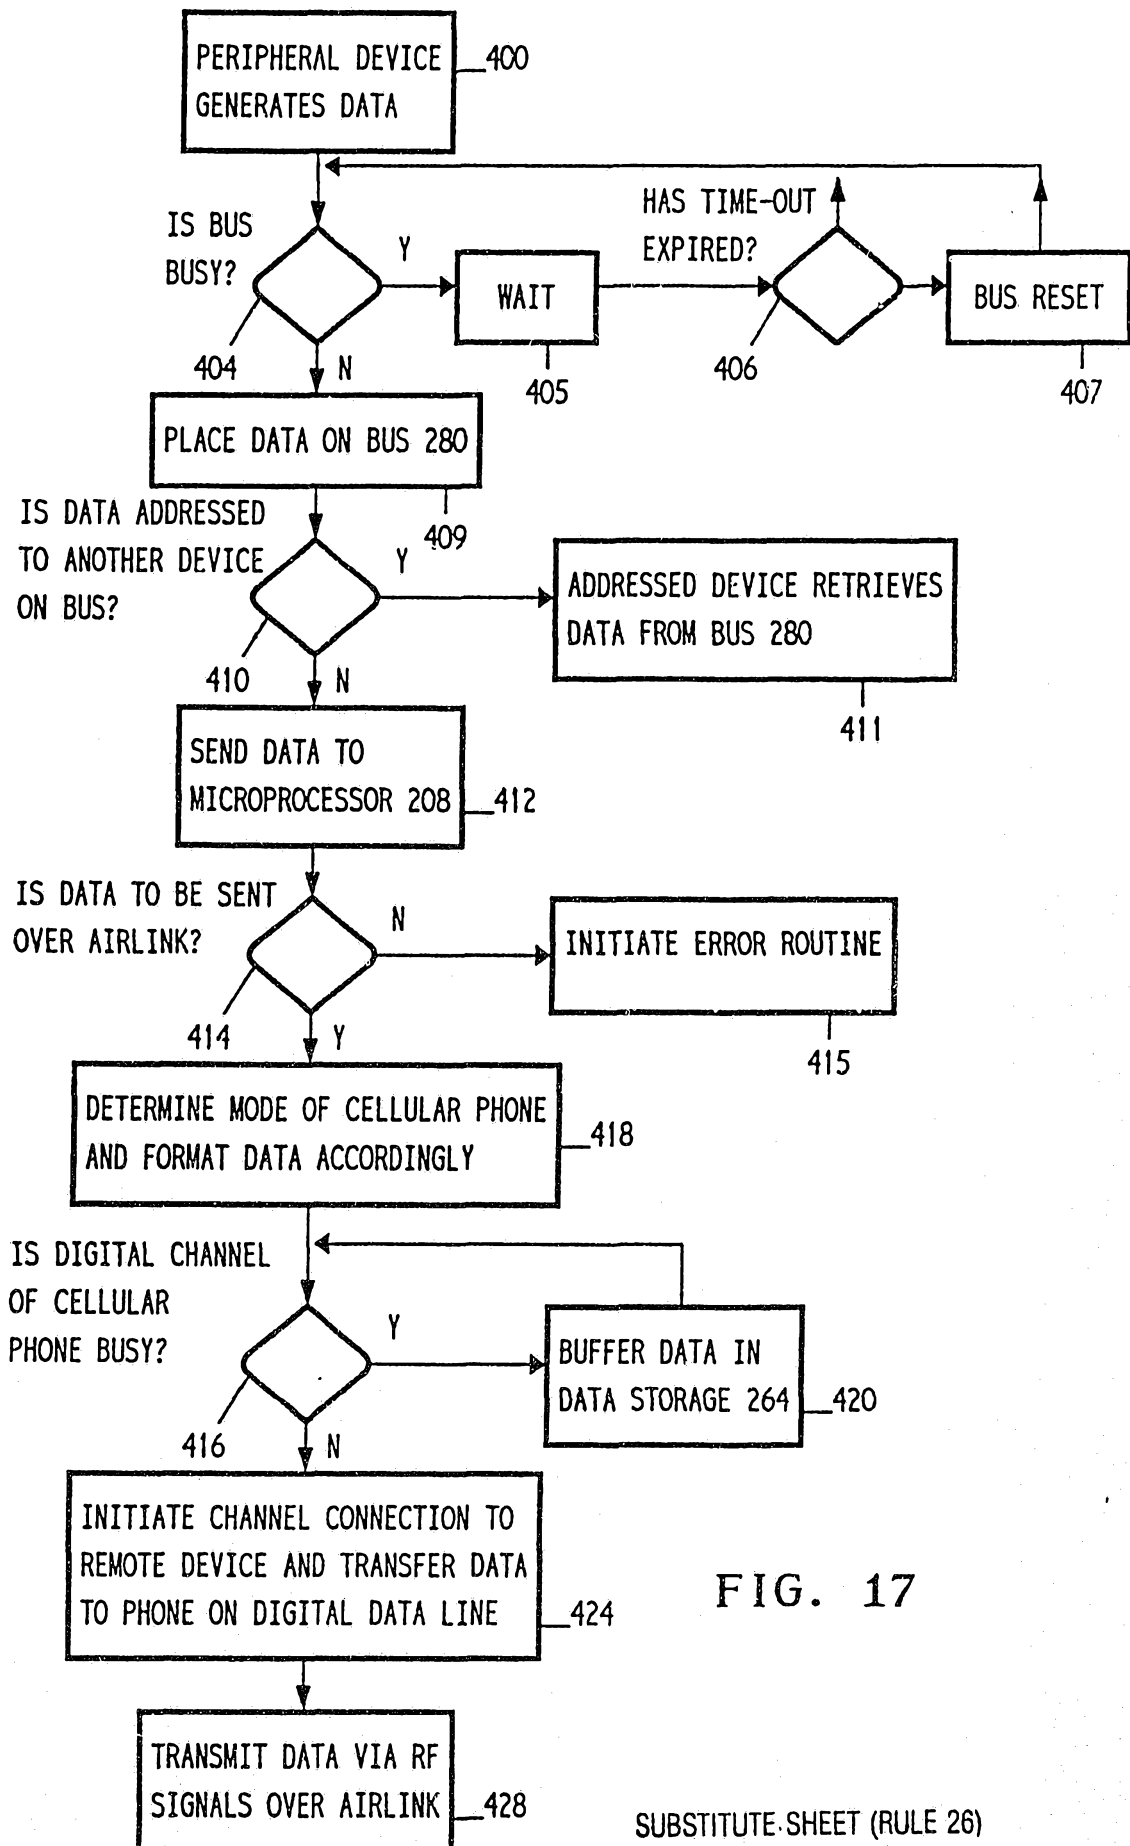 PERIPHERAL DEVICE
GENERATES DATA
400
IS BUS
BUSY?
Y
404
N
WAIT
405
HAS TIME-OUT
EXPIRED?
406
BUS RESET
407
PLACE DATA ON BUS 280
409
IS DATA ADDRESSED
TO ANOTHER DEVICE
ON BUS?
Y
410
N
ADDRESSED DEVICE RETRIEVES
DATA FROM BUS 280
411
SEND DATA TO
MICROPROCESSOR 208
412
IS DATA TO BE SENT
OVER AIRLINK?
N
414
Y
INITIATE ERROR ROUTINE
415
DETERMINE MODE OF CELLULAR PHONE
AND FORMAT DATA ACCORDINGLY
418
IS DIGITAL CHANNEL
OF CELLULAR
PHONE BUSY?
Y
416
N
BUFFER DATA IN
DATA STORAGE 264
420
INITIATE CHANNEL CONNECTION TO
REMOTE DEVICE AND TRANSFER DATA
TO PHONE ON DIGITAL DATA LINE
424
FIG. 17
TRANSMIT DATA VIA RF
SIGNALS OVER AIRLINK
428
SUBSTITUTE SHEET (RULE 26)